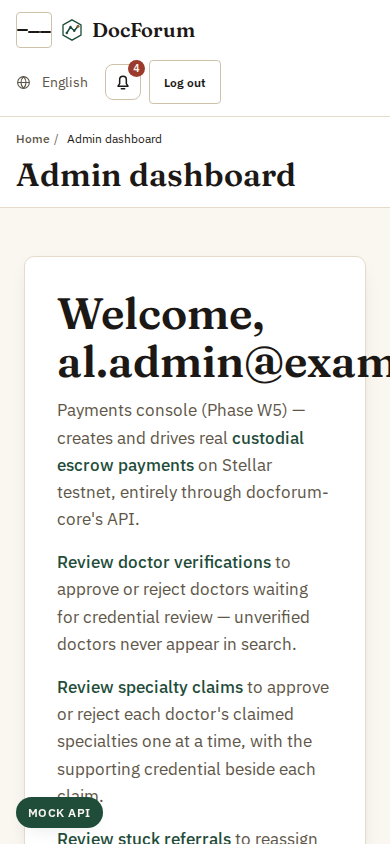 DocForum
English
4
Log out
Home / Admin dashboard
Admin dashboard
Welcome,
al.admin@exam
Payments console (Phase W5) —
creates and drives real custodial
escrow payments on Stellar
testnet, entirely through docforum-
core's API.
Review doctor verifications to
approve or reject doctors waiting
for credential review — unverified
doctors never appear in search.
Review specialty claims to approve
or reject each doctor's claimed
specialties one at a time, with the
supporting credential beside each
claim.
MOCK API
Review stuck referrals to reassign